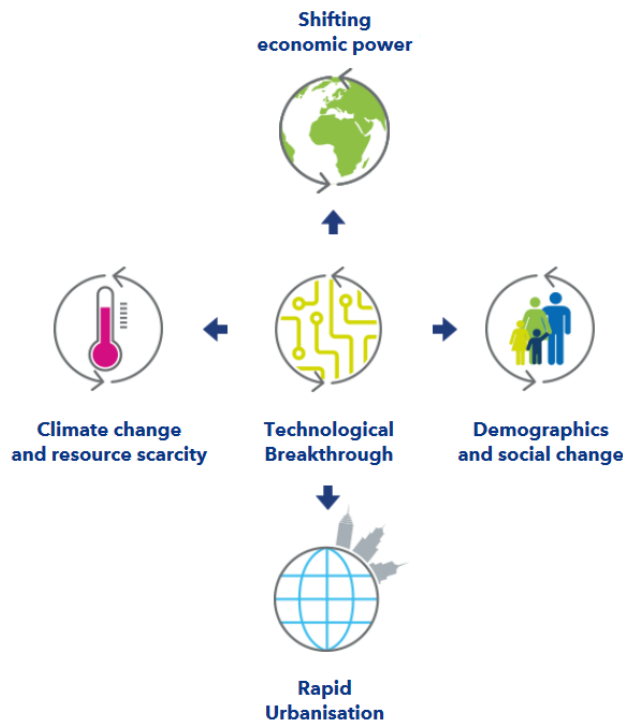 Shifting
economic power
Climate change
and resource scarcity
Technological
Breakthrough
Demographics
and social change
Rapid
Urbanisation